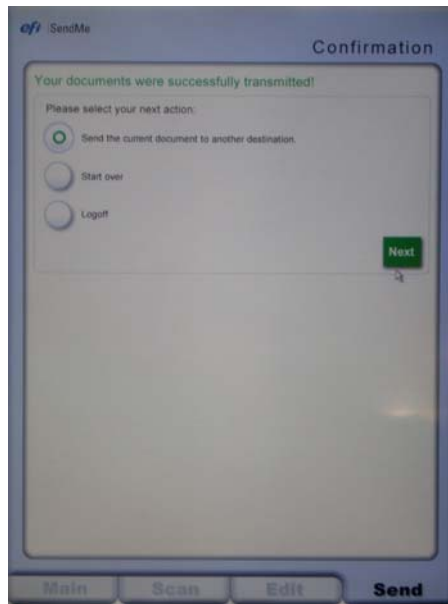 efi SendMe
Confirmation
Your documents were successfully transmitted!
Please select your next action:
Send the current document to another destination.
Start over
Logoff
Next
Main Scan Edit Send